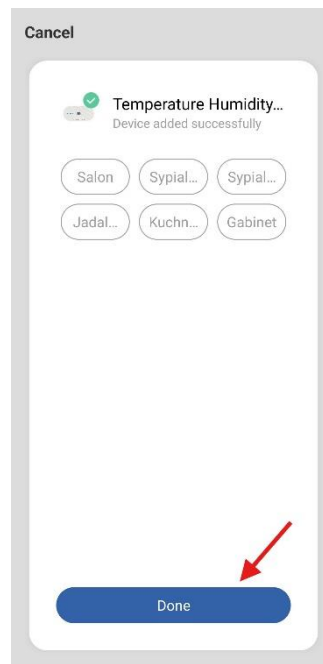 Cancel
Temperature Humidity...
Device added successfully
Salon Sypial... Sypial...
Jadal... Kuchn... Gabinet
Done